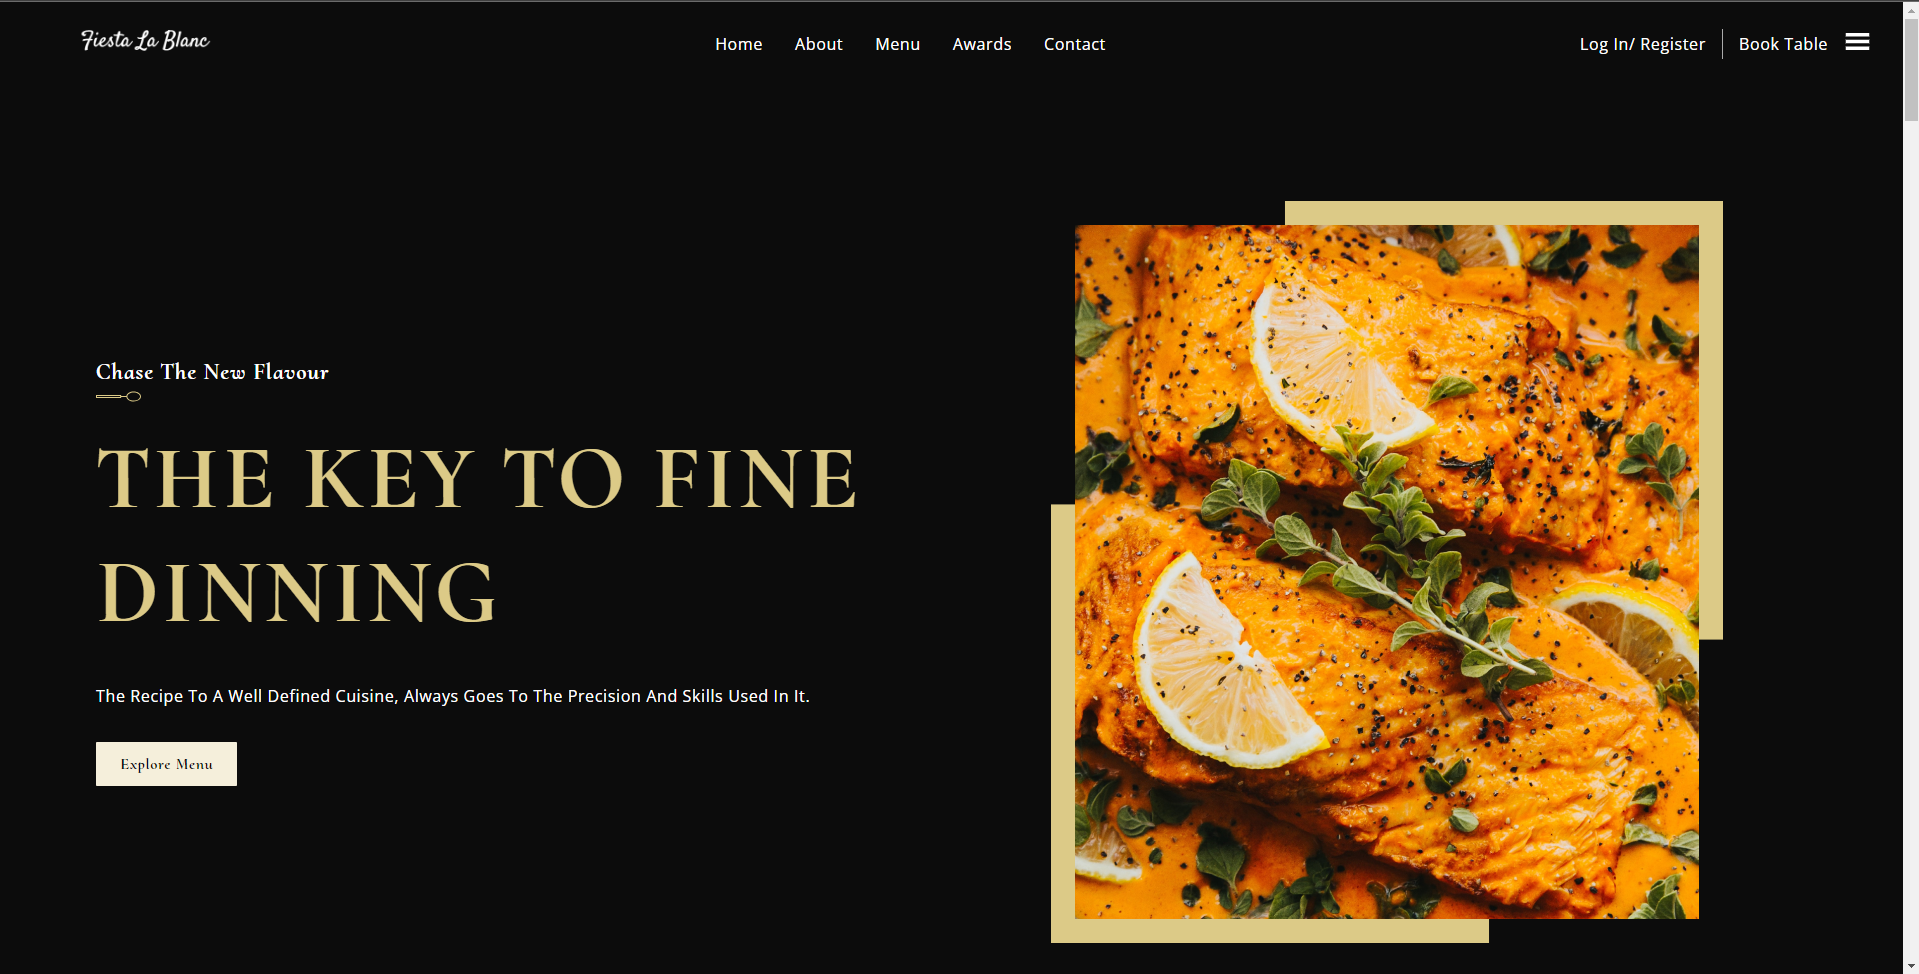 Fiesta La Blanc
Home About Menu Awards Contact
Log In/ Register Book Table
Chase The New Flavour
THE KEY TO FINE
DINNING
The Recipe To A Well Defined Cuisine, Always Goes To The Precision And Skills Used In It.
Explore Menu